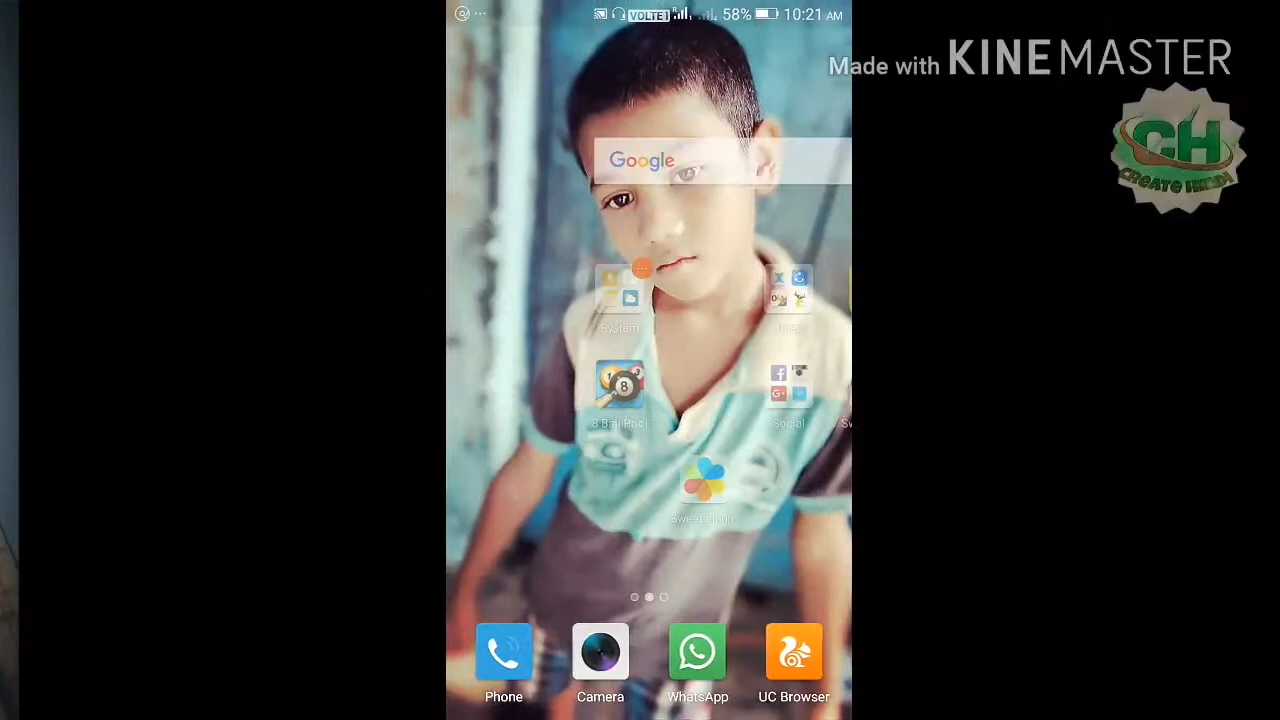 VOLTE1 R 58% 10:21 AM
Made with KINEMASTER
CH
CREATE HINDI
Google
System
8 Ball Pool
Social
Phone
Camera
WhatsApp
UC Browser